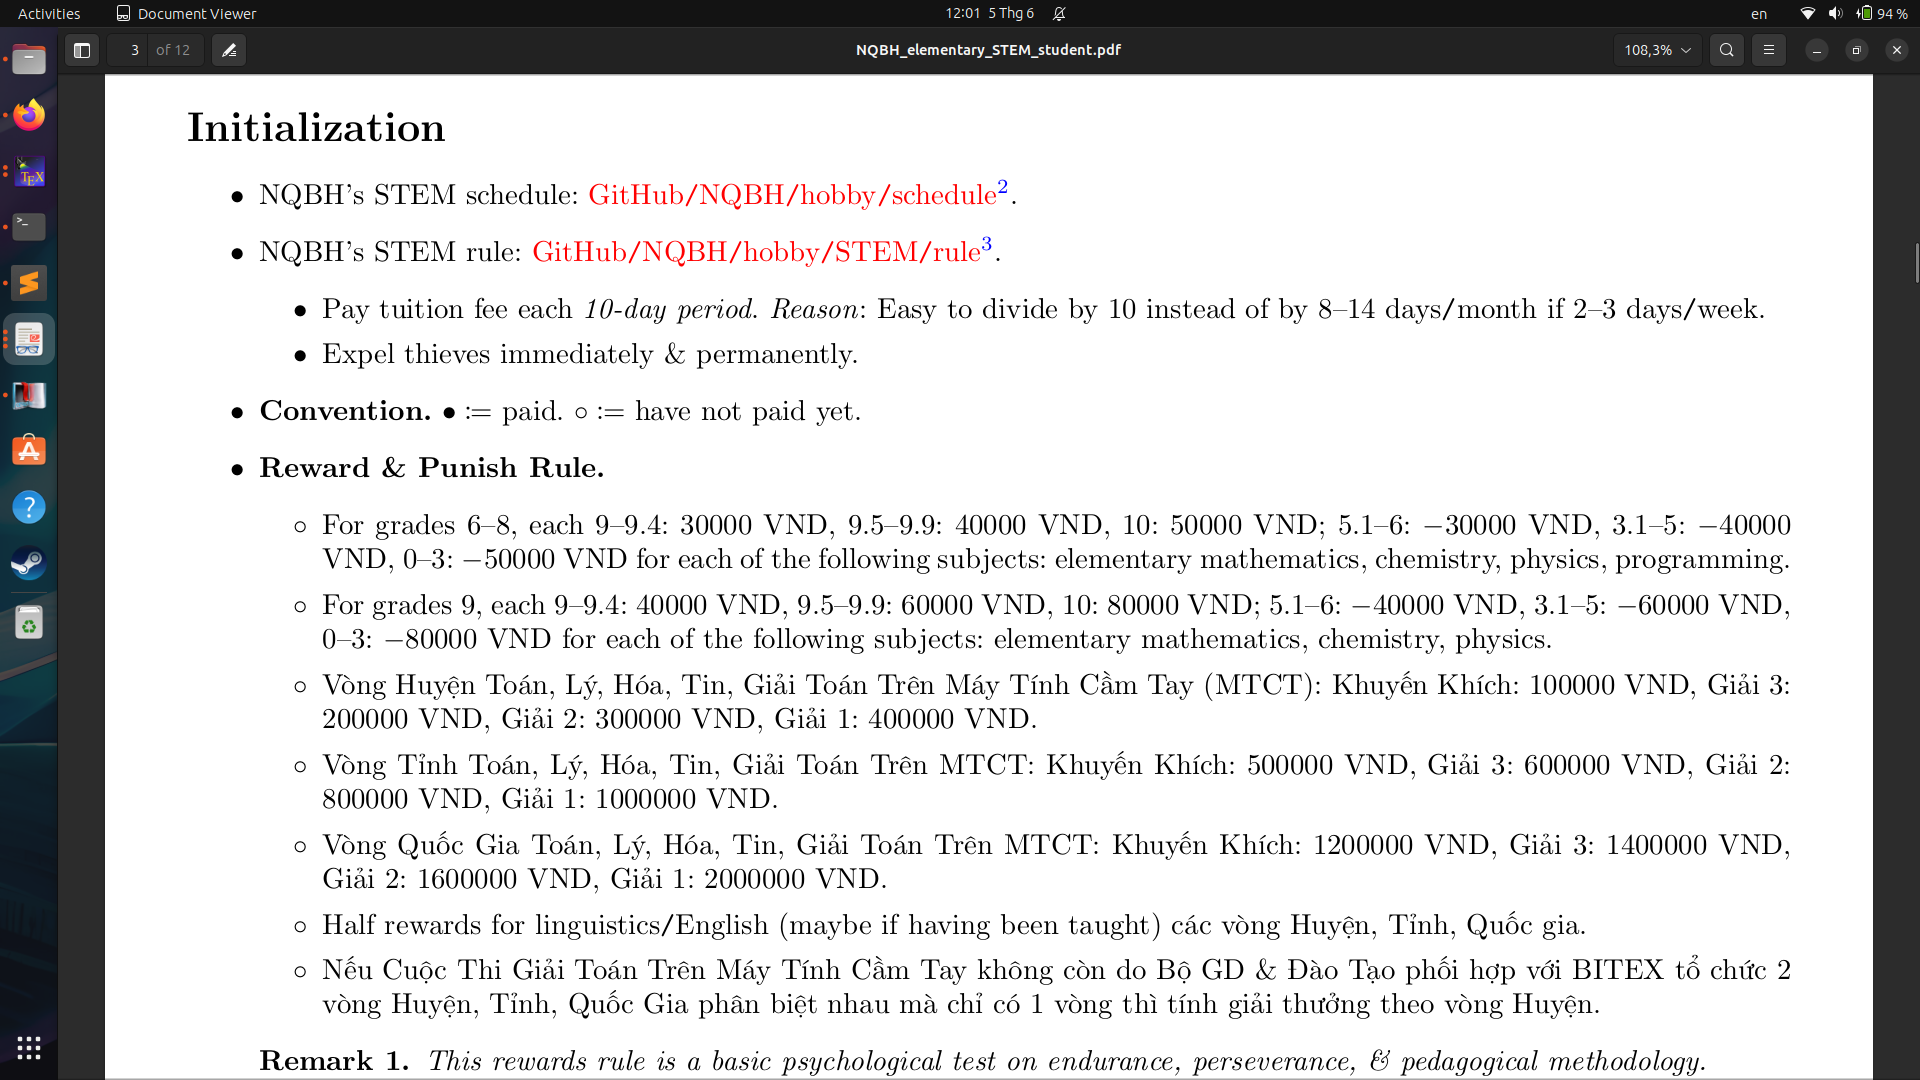 Activities
Document Viewer
12:01 5 Thg 6
en
94 %
3 of 12
NQBH_elementary_STEM_student.pdf
108,3%
Initialization
• NQBH's STEM schedule: GitHub/NQBH/hobby/schedule².
• NQBH's STEM rule: GitHub/NQBH/hobby/STEM/rule³.
• Pay tuition fee each 10-day period. Reason: Easy to divide by 10 instead of by 8–14 days/month if 2–3 days/week.
• Expel thieves immediately & permanently.
• Convention. • := paid. ○ := have not paid yet.
• Reward & Punish Rule.
○ For grades 6–8, each 9–9.4: 30000 VND, 9.5–9.9: 40000 VND, 10: 50000 VND; 5.1–6: −30000 VND, 3.1–5: −40000
VND, 0–3: −50000 VND for each of the following subjects: elementary mathematics, chemistry, physics, programming.
○ For grades 9, each 9–9.4: 40000 VND, 9.5–9.9: 60000 VND, 10: 80000 VND; 5.1–6: −40000 VND, 3.1–5: −60000 VND,
0–3: −80000 VND for each of the following subjects: elementary mathematics, chemistry, physics.
○ Vòng Huyện Toán, Lý, Hóa, Tin, Giải Toán Trên Máy Tính Cầm Tay (MTCT): Khuyến Khích: 100000 VND, Giải 3:
200000 VND, Giải 2: 300000 VND, Giải 1: 400000 VND.
○ Vòng Tỉnh Toán, Lý, Hóa, Tin, Giải Toán Trên MTCT: Khuyến Khích: 500000 VND, Giải 3: 600000 VND, Giải 2:
800000 VND, Giải 1: 1000000 VND.
○ Vòng Quốc Gia Toán, Lý, Hóa, Tin, Giải Toán Trên MTCT: Khuyến Khích: 1200000 VND, Giải 3: 1400000 VND,
Giải 2: 1600000 VND, Giải 1: 2000000 VND.
○ Half rewards for linguistics/English (maybe if having been taught) các vòng Huyện, Tỉnh, Quốc gia.
○ Nếu Cuộc Thi Giải Toán Trên Máy Tính Cầm Tay không còn do Bộ GD & Đào Tạo phối hợp với BITEX tổ chức 2
vòng Huyện, Tỉnh, Quốc Gia phân biệt nhau mà chỉ có 1 vòng thì tính giải thưởng theo vòng Huyện.
Remark 1. This rewards rule is a basic psychological test on endurance, perseverance, & pedagogical methodology.